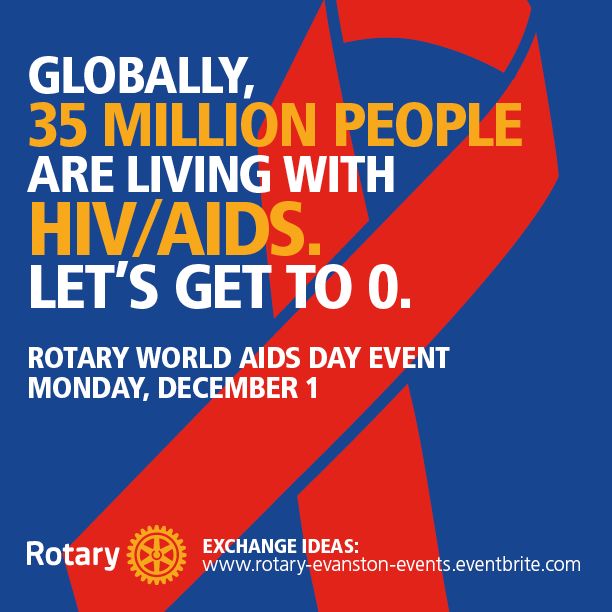 GLOBALLY,
35 MILLION PEOPLE
ARE LIVING WITH
HIV/AIDS.
LET’S GET TO 0.
ROTARY WORLD AIDS DAY EVENT
MONDAY, DECEMBER 1
Rotary
EXCHANGE IDEAS:
www.rotary-evanston-events.eventbrite.com